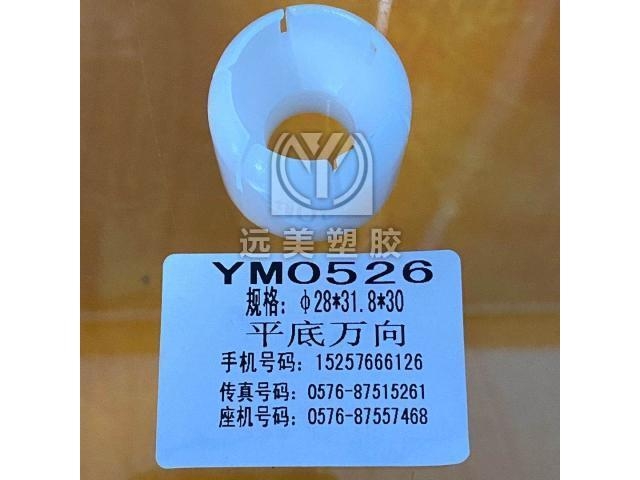 远美塑胶
YM0526
规格: φ28*31.8*30
平底万向
手机号码: 15257666126
传真号码: 0576-87515261
座机号码: 0576-87557468